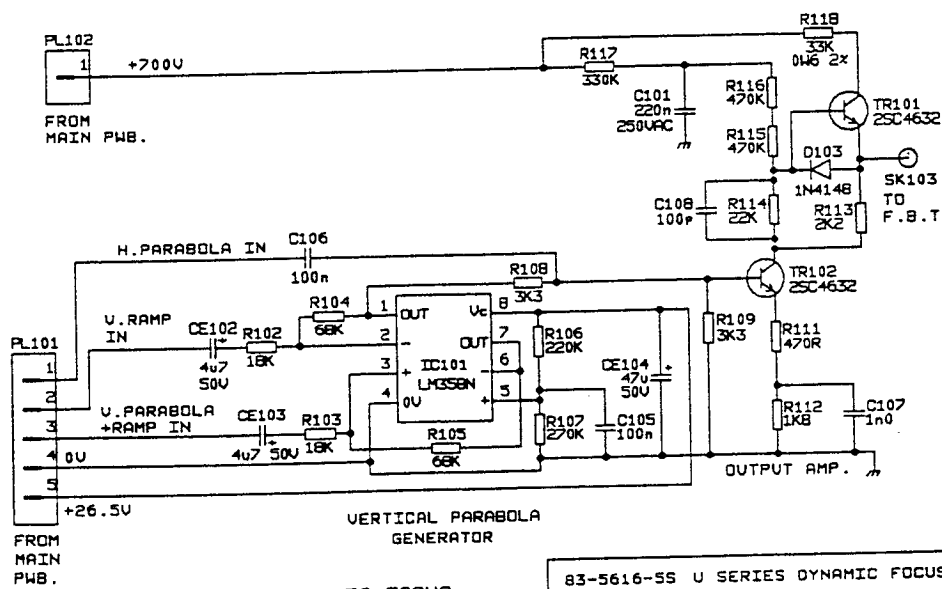 PL102
1
+700V
FROM
MAIN PWB.
R117
330K
C101
220n
250VAC
R118
33K
0W6 2%
R116
470K
R115
470K
TR101
2SC4632
D103
1N4148
SK103
TO
F.B.T
C108
100p
R114
22K
R113
2K2
H.PARABOLA IN
C106
100n
R108
3K3
TR102
2SC4632
V.RAMP
IN
R104
68K
CE102
4u7
50V
R102
18K
1
OUT
2
-
3
+
4
0V
IC101
LM358N
8
Vc
7
OUT
6
-
5
+
R106
220K
CE104
47u
50V
R109
3K3
R111
470R
PL101
1
2
3
4
5
V.PARABOLA
+RAMP IN
CE103
4u7 50V
R103
18K
R105
68K
R107
270K
C105
100n
R112
1K8
C107
1n0
0V
OUTPUT AMP.
+26.5V
FROM
MAIN
PWB.
VERTICAL PARABOLA
GENERATOR
83-5616-5S U SERIES DYNAMIC FOCUS